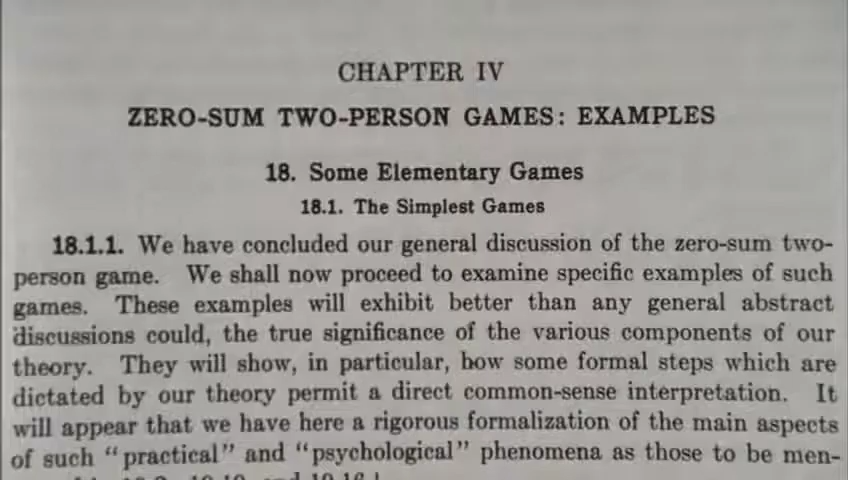 CHAPTER IV
ZERO-SUM TWO-PERSON GAMES: EXAMPLES
18. Some Elementary Games
18.1. The Simplest Games
18.1.1. We have concluded our general discussion of the zero-sum two-
person game. We shall now proceed to examine specific examples of such
games. These examples will exhibit better than any general abstract
discussions could, the true significance of the various components of our
theory. They will show, in particular, how some formal steps which are
dictated by our theory permit a direct common-sense interpretation. It
will appear that we have here a rigorous formalization of the main aspects
of such "practical" and "psychological" phenomena as those to be men-